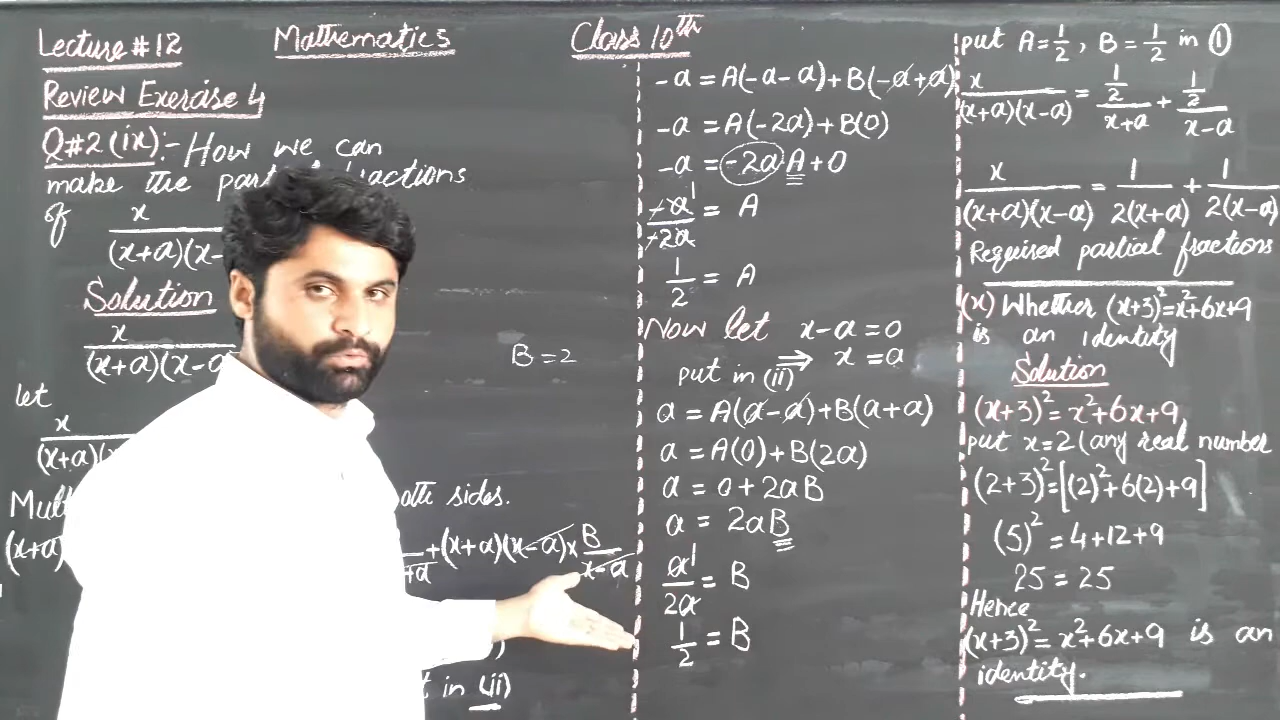 Lecture #12 Mathematics Class 10th
Review Exercise 4
Q#2 (ix):- How we can
make the
of x/(x+a)(x-
Solution
x/(x+a)(x-a
let
x/(x+a)(x
sides.
(x+a) +(x+a)(x-a)×B/x-a
B=2
in (ii)
-a = A(-a-a)+B(-a+a)
-a = A(-2a)+B(0)
-a = -2aA+0
-a/-2a = A
1/2 = A
Now let x-a=0
put in (ii) ⇒ x=a
a = A(a-a)+B(a+a)
a = A(0)+B(2a)
a = 0+2aB
a = 2aB
a/2a = B
1/2 = B
put A=1/2, B=1/2 in ①
x/(x+a)(x-a) = 1/2/x+a + 1/2/x-a
x/(x+a)(x-a) = 1/2(x+a) + 1/2(x-a)
Required partial fractions
(x) Whether (x+3)²=x²+6x+9
is an identity
Solution
(x+3)² = x²+6x+9
put x=2 (any real number
(2+3)²=[(2)²+6(2)+9]
(5)² = 4+12+9
25 = 25
Hence
(x+3)² = x²+6x+9 is an
identity.